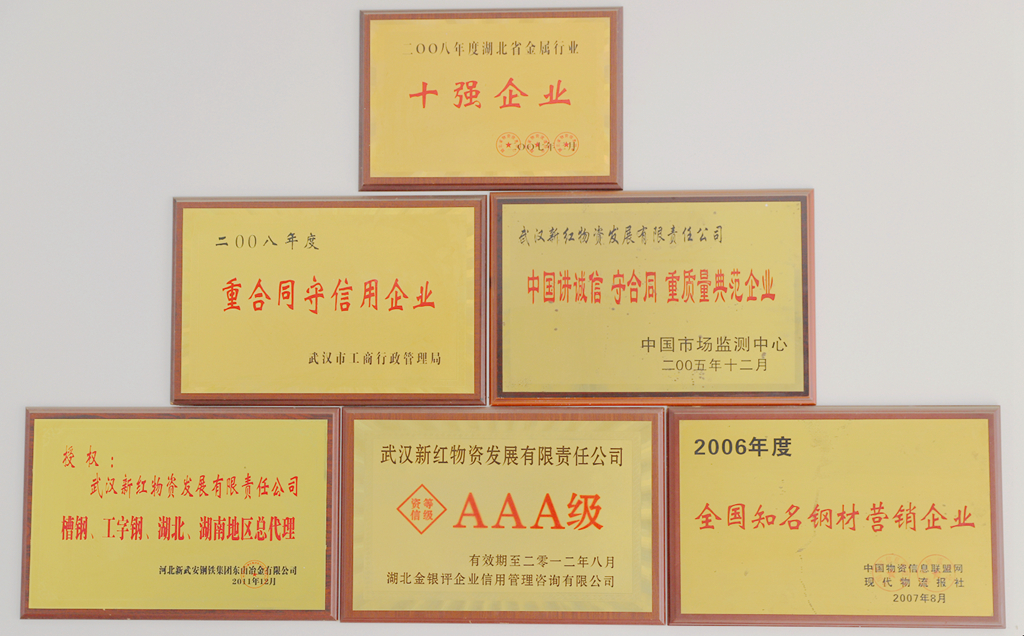 二〇〇八年度湖北省金属行业
十强企业
二〇〇八年度
重合同守信用企业
武汉市工商行政管理局
武汉新红物资发展有限责任公司
中国讲诚信 守合同 重质量典范企业
中国市场监测中心
二〇〇五年十二月
授权：
武汉新红物资发展有限责任公司
槽钢、工字钢、湖北、湖南地区总代理
河北新武安钢铁集团东山冶金有限公司
2011年12月
武汉新红物资发展有限责任公司
资等
信级
AAA级
有效期至二零一二年八月
湖北金银评企业信用管理咨询有限公司
2006年度
全国知名钢材营销企业
中国物资信息联盟网
现代物流报社
2007年8月